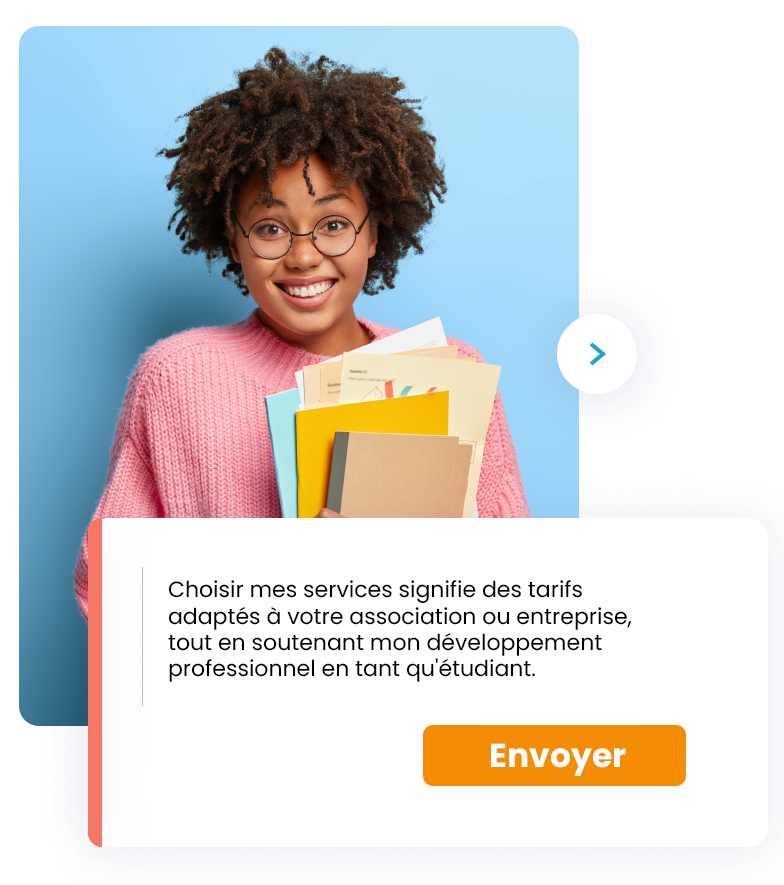 Choisir mes services signifie des tarifs
adaptés à votre association ou entreprise,
tout en soutenant mon développement
professionnel en tant qu'étudiant.
Envoyer